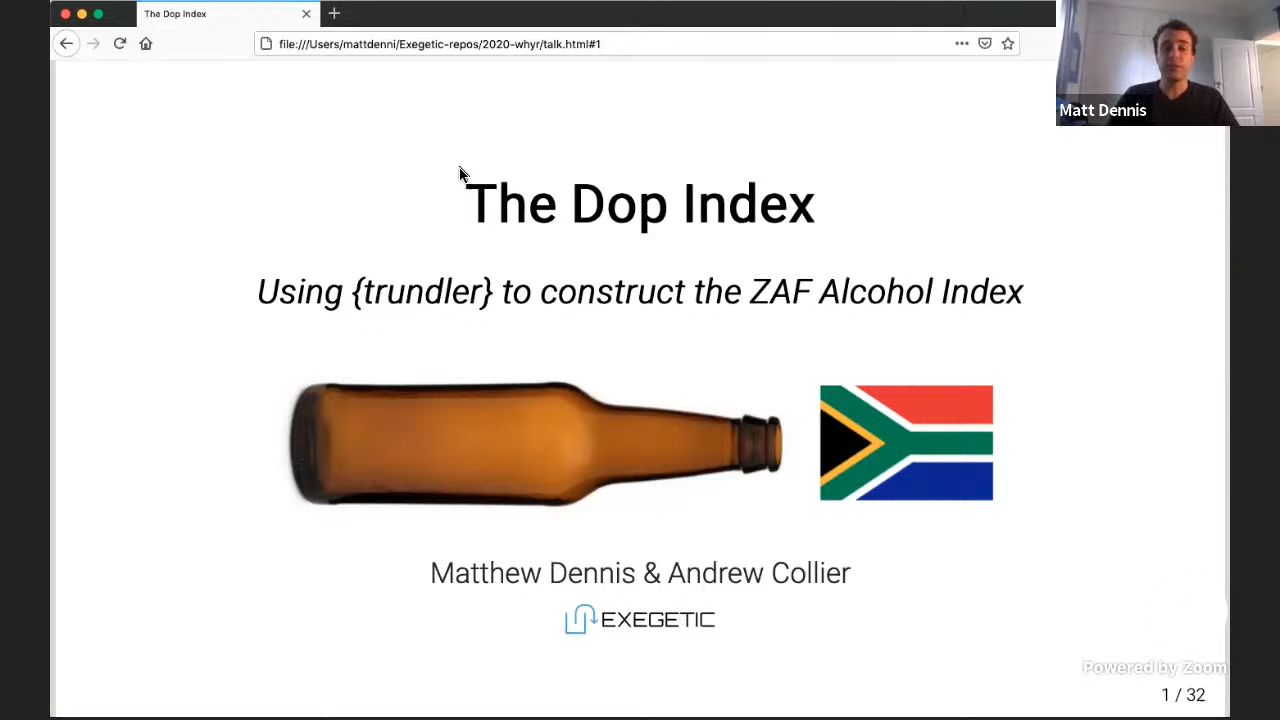 The Dop Index
file:///Users/mattdenni/Exegetic-repos/2020-whyr/talk.html#1
Matt Dennis
The Dop Index
Using {trundler} to construct the ZAF Alcohol Index
Matthew Dennis & Andrew Collier
EXEGETIC
Powered by Zoom
1 / 32